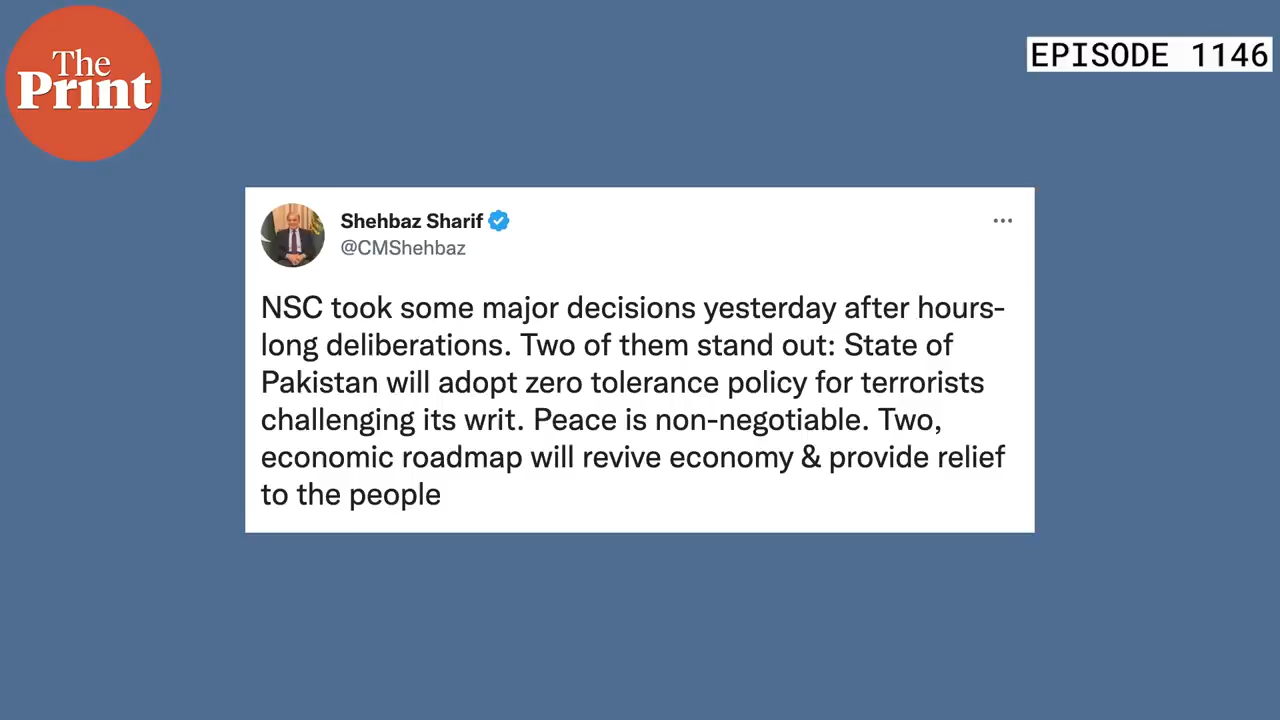 The
Print
EPISODE 1146
Shehbaz Sharif
@CMShehbaz
NSC took some major decisions yesterday after hours-
long deliberations. Two of them stand out: State of
Pakistan will adopt zero tolerance policy for terrorists
challenging its writ. Peace is non-negotiable. Two,
economic roadmap will revive economy & provide relief
to the people